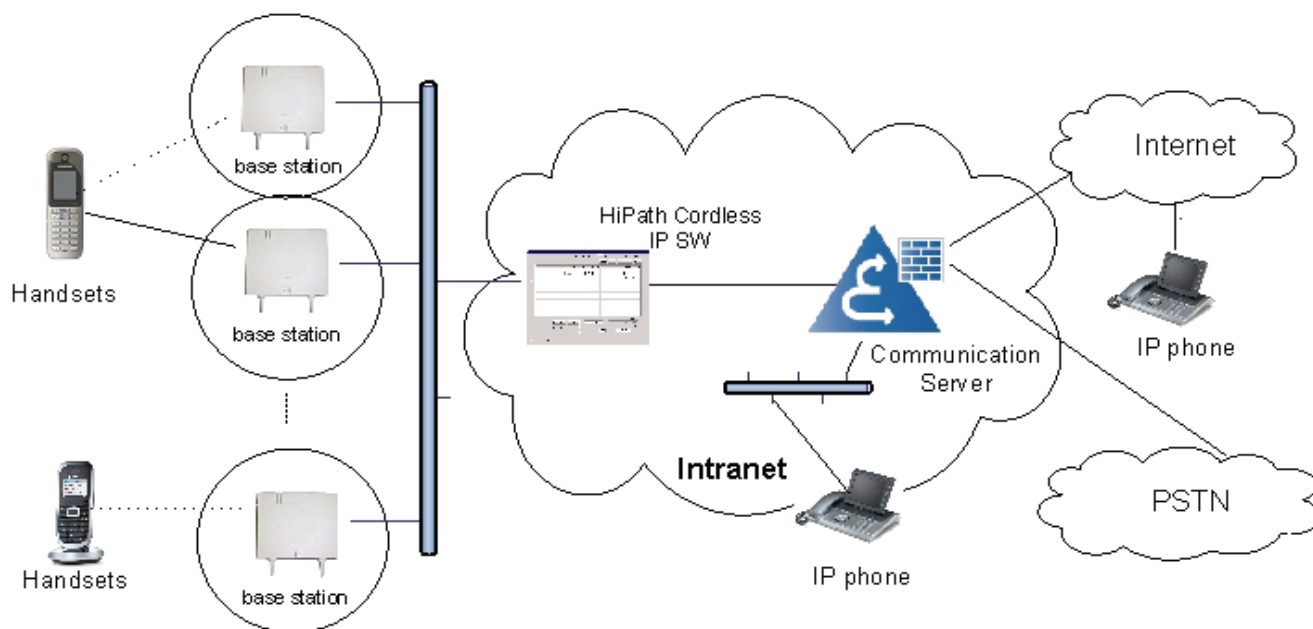 base station
Handsets
base station
Handsets
base station
HiPath Cordless
IP SW
Communication
Server
Intranet
IP phone
Internet
IP phone
PSTN